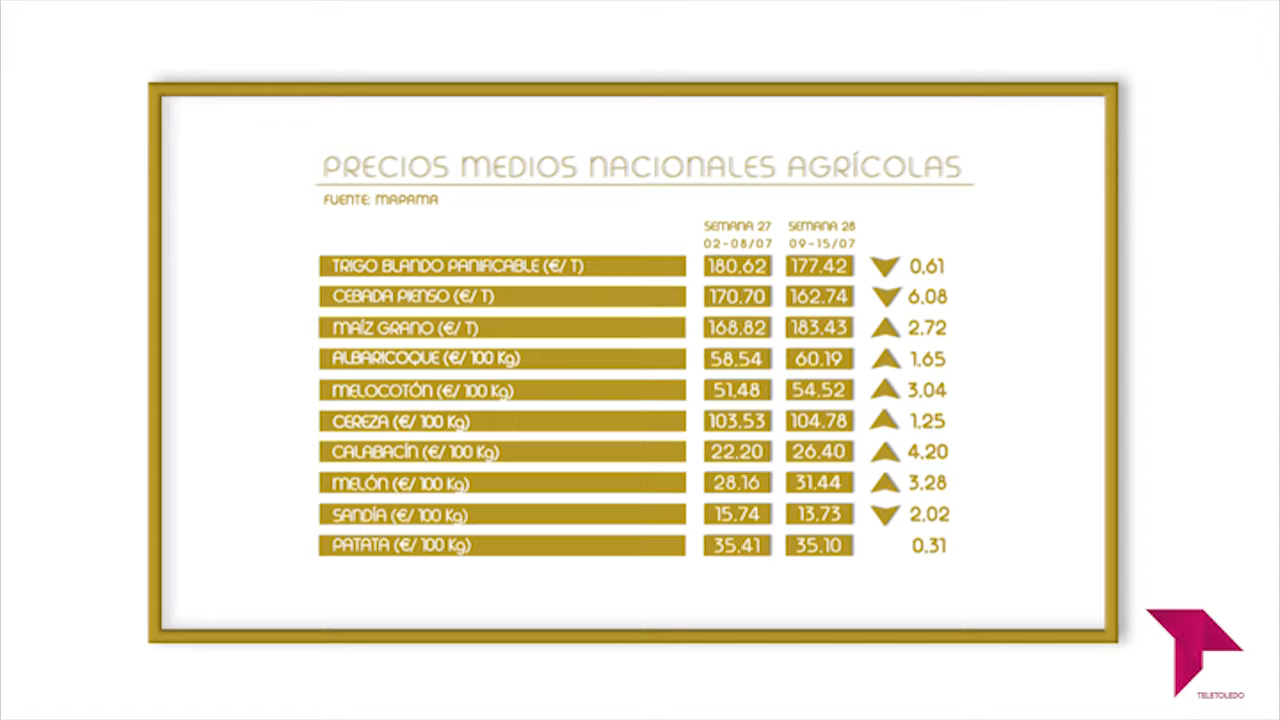 PRECIOS MEDIOS NACIONALES AGRÍCOLAS
FUENTE: MAPAMA
SEMANA 27 SEMANA 28
02-08/07 09-15/07
TRIGO BLANDO PANIFICABLE (€/ T) 180.62 177.42 0.61
CEBADA PIENSO (€/ T) 170.70 162.74 6.08
MAÍZ GRANO (€/ T) 168.82 183.43 2.72
ALBARICOQUE (€/ 100 Kg) 58.54 60.19 1.65
MELOCOTÓN (€/ 100 Kg) 51.48 54.52 3.04
CEREZA (€/ 100 Kg) 103.53 104.78 1.25
CALABACÍN (€/ 100 Kg) 22.20 26.40 4.20
MELÓN (€/ 100 Kg) 28.16 31.44 3.28
SANDÍA (€/ 100 Kg) 15.74 13.73 2.02
PATATA (€/ 100 Kg) 35.41 35.10 0.31
TELETOLEDO